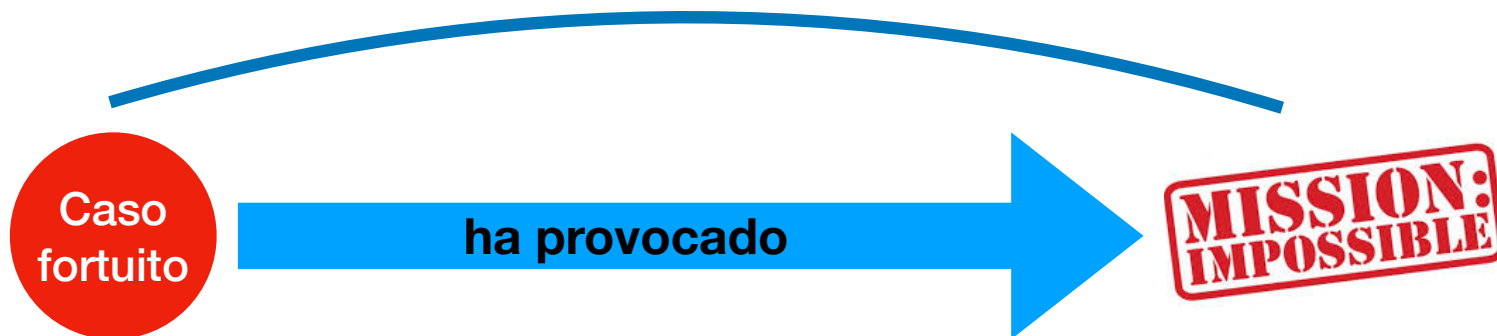 Caso
fortuito
ha provocado
MISSION:
IMPOSSIBLE